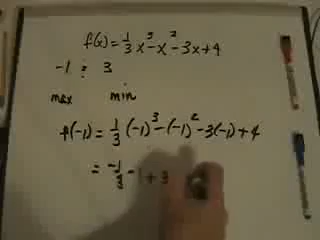 f(x) = 1/3 x³ - x² - 3x + 4
-1 ; 3
max min
f(-1) = 1/3 (-1)³ - (-1)² - 3(-1) + 4
= -1/3 - 1 + 3